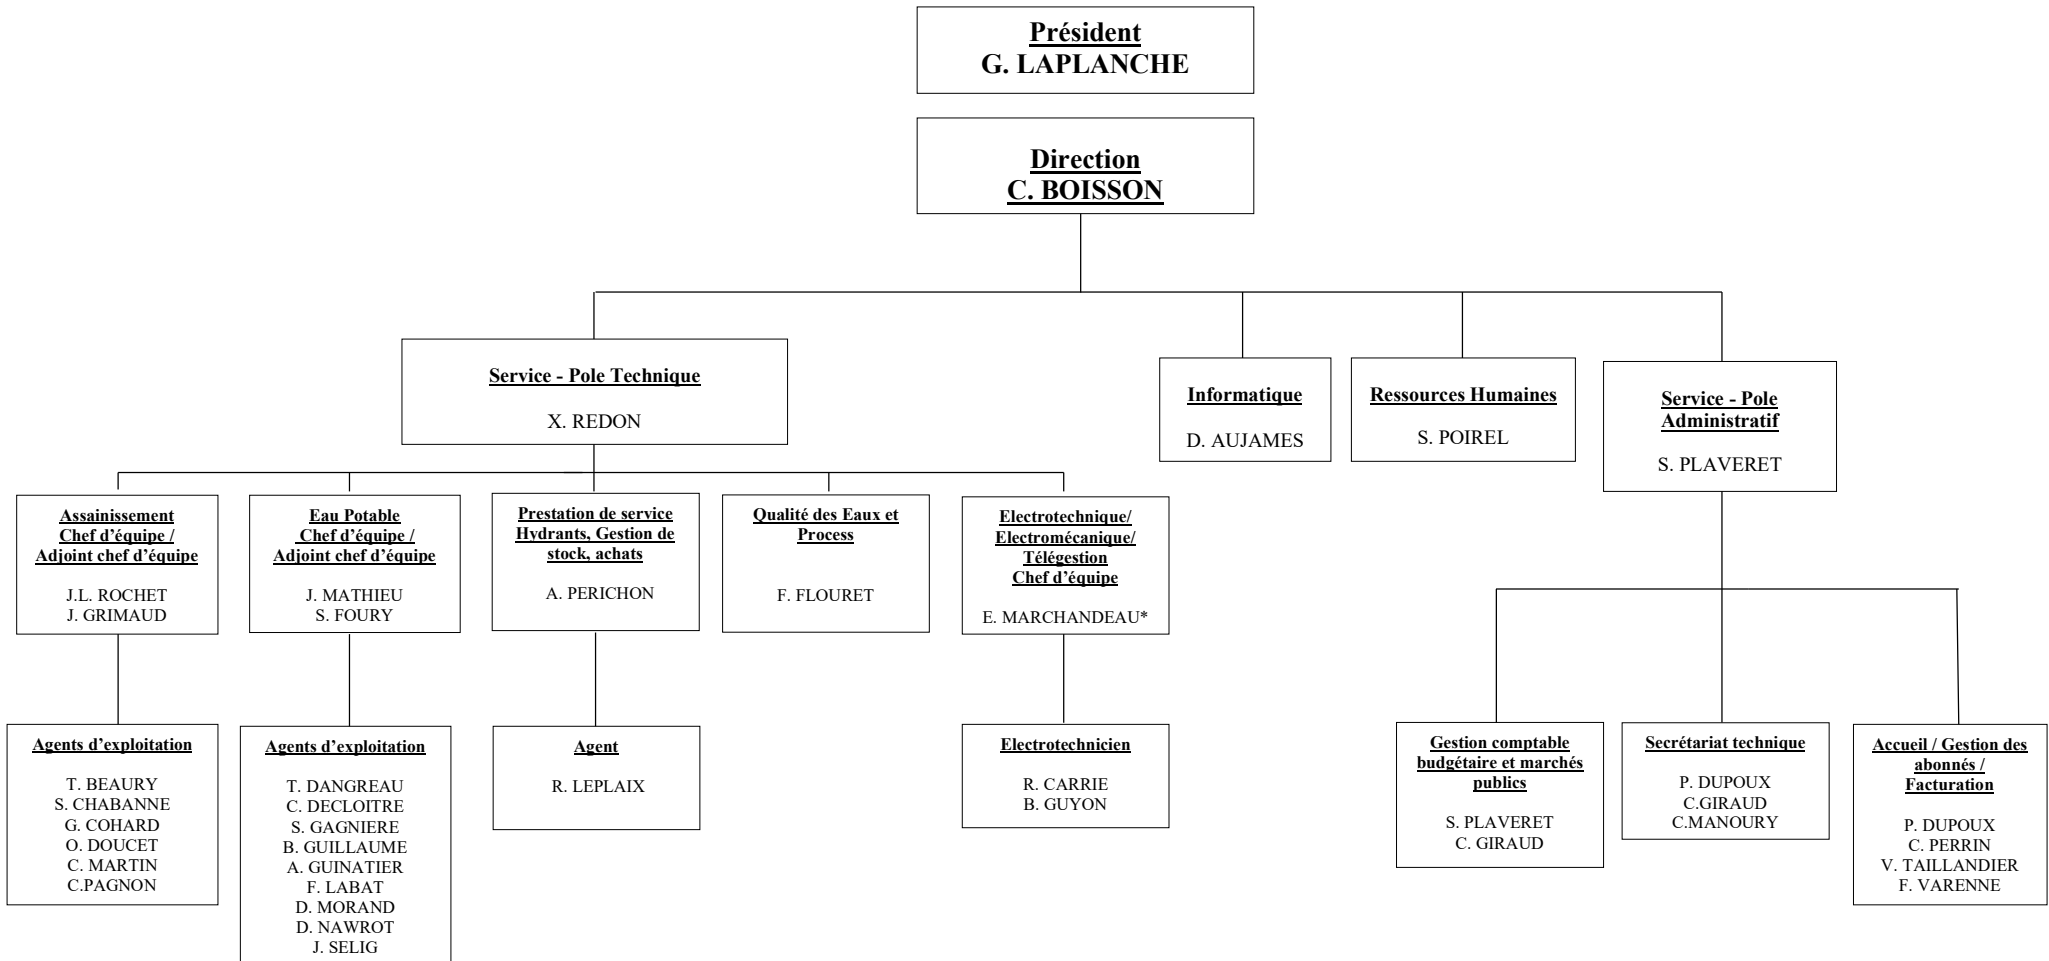 Président
G. LAPLANCHE
Direction
C. BOISSON
Service - Pole Technique
X. REDON
Informatique
D. AUJAMES
Ressources Humaines
S. POIREL
Service - Pole
Administratif
S. PLAVERET
Assainissement
Chef d’équipe /
Adjoint chef d’équipe
J.L. ROCHET
J. GRIMAUD
Eau Potable
Chef d’équipe /
Adjoint chef d’équipe
J. MATHIEU
S. FOURY
Prestation de service
Hydrants, Gestion de
stock, achats
A. PERICHON
Qualité des Eaux et
Process
F. FLOURET
Electrotechnique/
Electromécanique/
Télégestion
Chef d’équipe
E. MARCHANDEAU*
Agents d’exploitation
T. BEAURY
S. CHABANNE
G. COHARD
O. DOUCET
C. MARTIN
C.PAGNON
Agents d’exploitation
T. DANGREAU
C. DECLOITRE
S. GAGNIERE
B. GUILLAUME
A. GUINATIER
F. LABAT
D. MORAND
D. NAWROT
J. SELIG
Agent
R. LEPLAIX
Electrotechnicien
R. CARRIE
B. GUYON
Gestion comptable
budgétaire et marchés
publics
S. PLAVERET
C. GIRAUD
Secrétariat technique
P. DUPOUX
C.GIRAUD
C.MANOURY
Accueil / Gestion des
abonnés /
Facturation
P. DUPOUX
C. PERRIN
V. TAILLANDIER
F. VARENNE